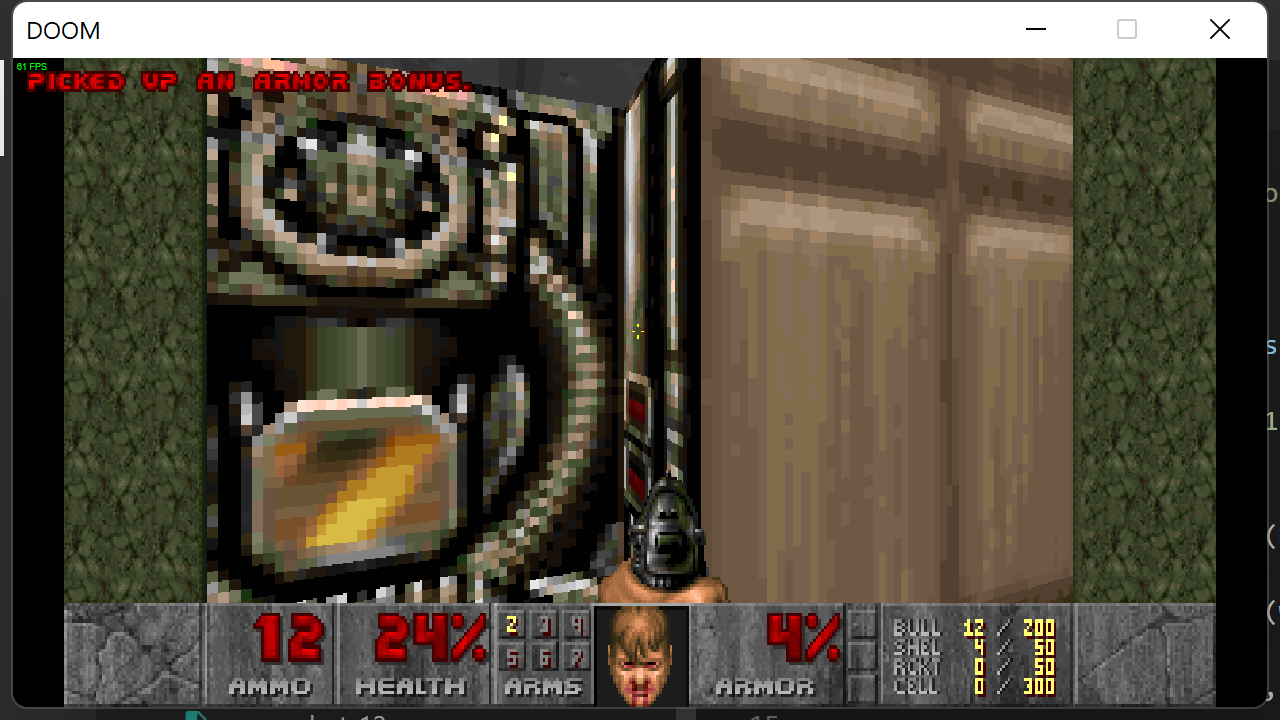 DOOM
61 FPS
PICKED UP AN ARMOR BONUS.
12
AMMO
24%
HEALTH
2 3 4
5 6 7
ARMS
4%
ARMOR
BULL 12 / 200
SHEL 4 / 50
RCKT 0 / 50
CELL 0 / 300